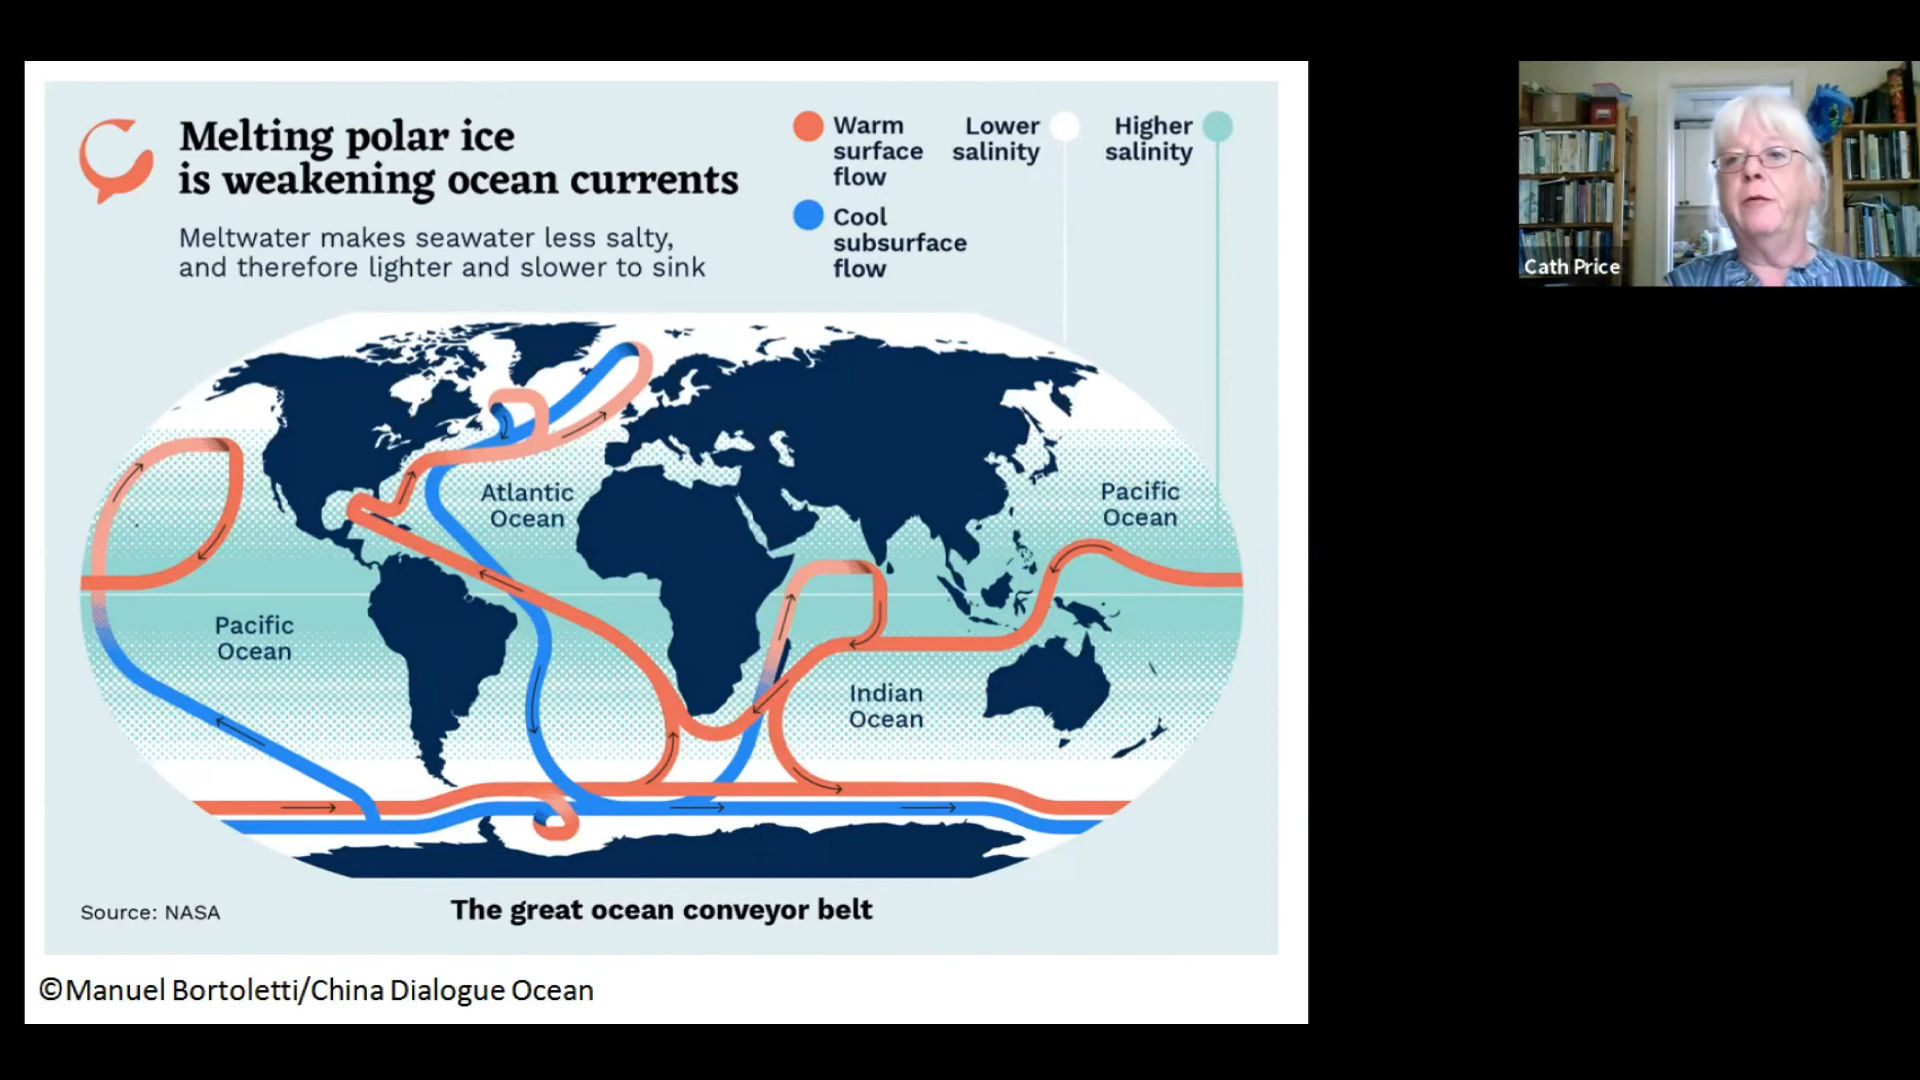 Melting polar ice
is weakening ocean currents
Meltwater makes seawater less salty,
and therefore lighter and slower to sink
Warm
surface
flow
Cool
subsurface
flow
Lower
salinity
Higher
salinity
Cath Price
Atlantic
Ocean
Pacific
Ocean
Pacific
Ocean
Indian
Ocean
Source: NASA
The great ocean conveyor belt
©Manuel Bortoletti/China Dialogue Ocean